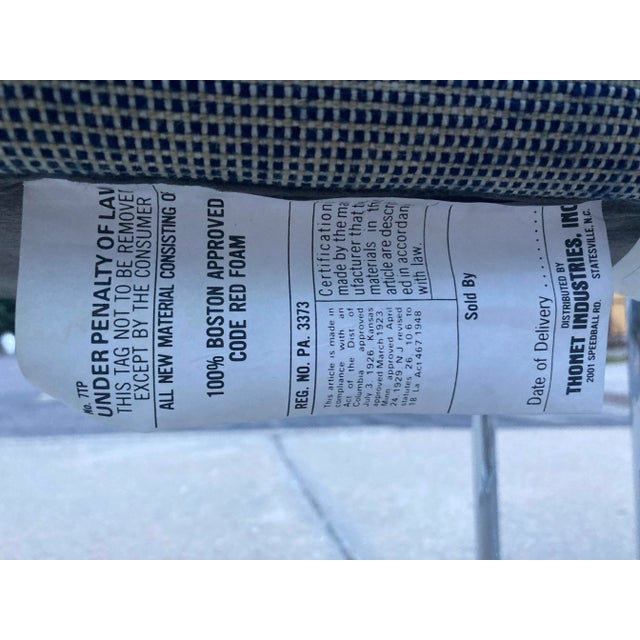 No. 7TP
UNDER PENALTY OF LAW
THIS TAG NOT TO BE REMOVE
EXCEPT BY THE CONSUMER
ALL NEW MATERIAL CONSISTING O
100% BOSTON APPROVED
CODE RED FOAM
REG. NO. PA. 3373
This article is made in
compliance with an
Act of the Dist of
Columbia approved
July 3, 1926, Kansas
approved March 1923.
Minn approved April
24 1929, N.J revised
statutes 26 10.6 to
18 La Act 467 1948
Certification
made by the ma
ufacturer that th
materials in th
article are descri
ed in accordan
with law.
Sold By
Date of Delivery ..........
DISTRIBUTED BY
THONET INDUSTRIES, INC
2001 SPEEDBALL RD. STATESVILLE, N.C.